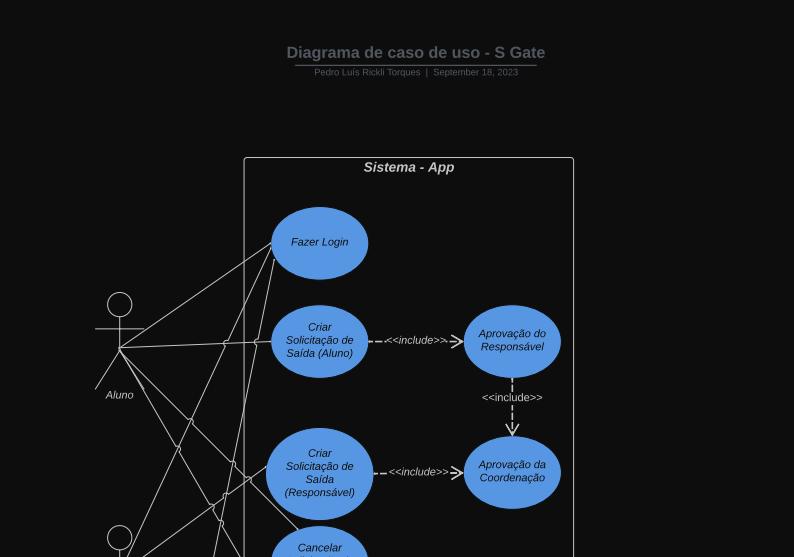 Diagrama de caso de uso - S Gate
Pedro Luís Rickli Torques | September 18, 2023
Sistema - App
Fazer Login
Criar
Solicitação de
Saída (Aluno)
<<include>>
Aprovação do
Responsável
Aluno
<<include>>
Criar
Solicitação de
Saída
(Responsável)
<<include>>
Aprovação da
Coordenação
Cancelar